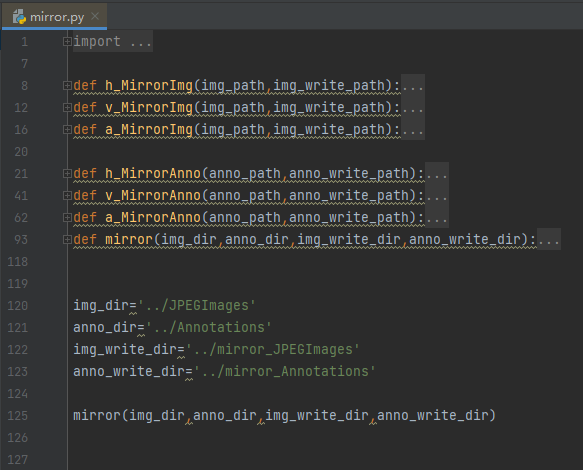 mirror.py
1 import ...
7
8 def h_MirrorImg(img_path,img_write_path):...
12 def v_MirrorImg(img_path,img_write_path):...
16 def a_MirrorImg(img_path,img_write_path):...
20
21 def h_MirrorAnno(anno_path,anno_write_path):...
41 def v_MirrorAnno(anno_path,anno_write_path):...
62 def a_MirrorAnno(anno_path,anno_write_path):...
93 def mirror(img_dir,anno_dir,img_write_dir,anno_write_dir):...
118
119
120 img_dir='../JPEGImages'
121 anno_dir='../Annotations'
122 img_write_dir='../mirror_JPEGImages'
123 anno_write_dir='../mirror_Annotations'
124
125 mirror(img_dir,anno_dir,img_write_dir,anno_write_dir)
126
127